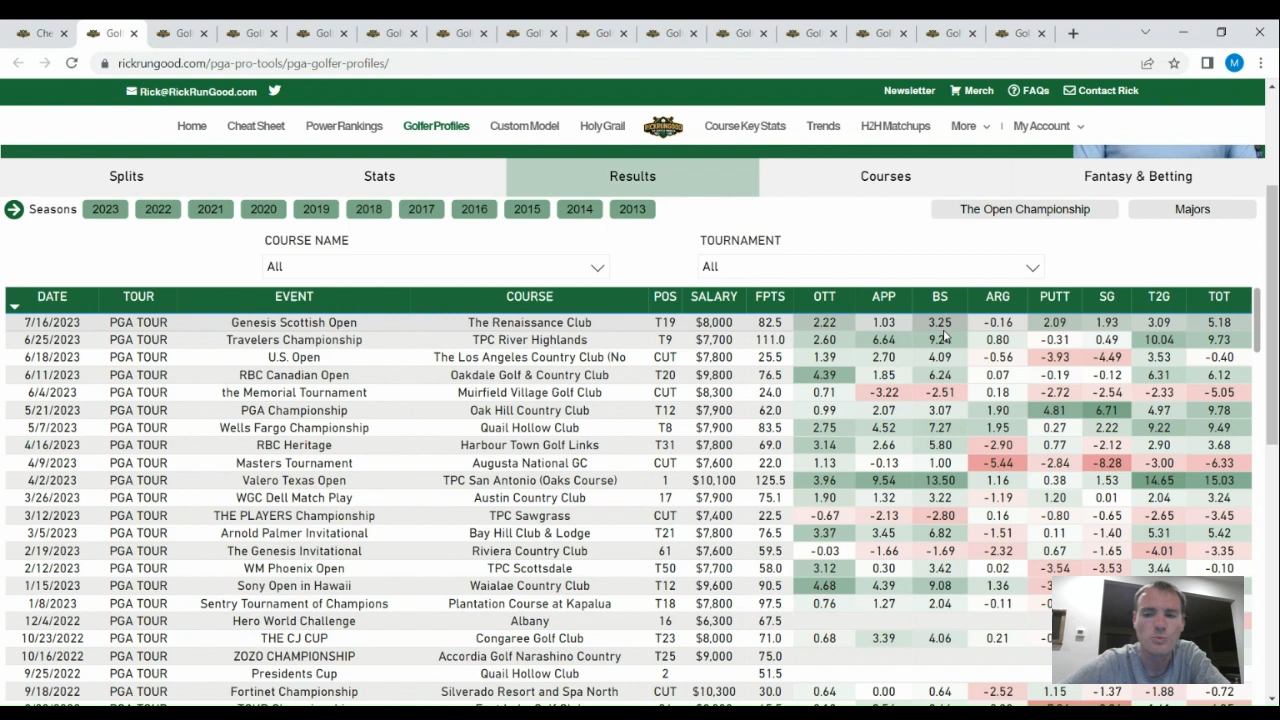 Che Gol Gol Gol Gol Gol Gol Gol Gol Gol Gol Gol Gol Gol Gol
rickrungood.com/pga-pro-tools/pga-golfer-profiles/ M
Rick@RickRunGood.com Newsletter Merch FAQs Contact Rick
Home Cheat Sheet Power Rankings Golfer Profiles Custom Model Holy Grail RICKRUNGOOD Course Key Stats Trends H2H Matchups More My Account
Splits Stats Results Courses Fantasy & Betting
Seasons 2023 2022 2021 2020 2019 2018 2017 2016 2015 2014 2013 The Open Championship Majors
COURSE NAME TOURNAMENT
All All
DATE TOUR EVENT COURSE POS SALARY FPTS OTT APP BS ARG PUTT SG T2G TOT
7/16/2023 PGA TOUR Genesis Scottish Open The Renaissance Club T19 $8,000 82.5 2.22 1.03 3.25 -0.16 2.09 1.93 3.09 5.18
6/25/2023 PGA TOUR Travelers Championship TPC River Highlands T9 $7,700 111.0 2.60 6.64 0.80 -0.31 0.49 10.04 9.73
6/18/2023 PGA TOUR U.S. Open The Los Angeles Country Club (No CUT $7,800 25.5 1.39 2.70 4.09 -0.56 -3.93 -4.49 3.53 -0.40
6/11/2023 PGA TOUR RBC Canadian Open Oakdale Golf & Country Club T20 $9,800 76.5 4.39 1.85 6.24 0.07 -0.19 -0.12 6.31 6.12
6/4/2023 PGA TOUR the Memorial Tournament Muirfield Village Golf Club CUT $8,300 24.0 0.71 -3.22 -2.51 0.18 -2.72 -2.54 -2.33 -5.05
5/21/2023 PGA TOUR PGA Championship Oak Hill Country Club T12 $7,900 62.0 0.99 2.07 3.07 1.90 4.81 6.71 4.97 9.78
5/7/2023 PGA TOUR Wells Fargo Championship Quail Hollow Club T8 $7,900 83.5 2.75 4.52 7.27 1.95 0.27 2.22 9.22 9.49
4/16/2023 PGA TOUR RBC Heritage Harbour Town Golf Links T31 $7,800 69.0 3.14 2.66 5.80 -2.90 0.77 -2.12 2.90 3.68
4/9/2023 PGA TOUR Masters Tournament Augusta National GC CUT $7,600 22.0 1.13 -0.13 1.00 -5.44 -2.84 -8.28 -3.00 -6.33
4/2/2023 PGA TOUR Valero Texas Open TPC San Antonio (Oaks Course) 1 $10,100 125.5 3.96 9.54 13.50 1.16 0.38 1.53 14.65 15.03
3/26/2023 PGA TOUR WGC Dell Match Play Austin Country Club 17 $7,900 75.1 1.90 1.32 3.22 -1.19 1.20 0.01 2.04 3.24
3/12/2023 PGA TOUR THE PLAYERS Championship TPC Sawgrass CUT $7,400 22.5 -0.67 -2.13 -2.80 0.16 -0.80 -0.65 -2.65 -3.45
3/5/2023 PGA TOUR Arnold Palmer Invitational Bay Hill Club & Lodge T21 $7,800 76.5 3.37 3.45 6.82 -1.51 0.11 -1.40 5.31 5.42
2/19/2023 PGA TOUR The Genesis Invitational Riviera Country Club 61 $7,600 59.5 -0.03 -1.66 -1.69 -2.32 0.67 -1.65 -4.01 -3.35
2/12/2023 PGA TOUR WM Phoenix Open TPC Scottsdale T50 $7,700 58.0 3.12 0.30 3.42 0.02 -3.54 -3.53 3.44 -0.10
1/15/2023 PGA TOUR Sony Open in Hawaii Waialae Country Club T12 $9,600 90.5 4.68 4.39 9.08 1.36
1/8/2023 PGA TOUR Sentry Tournament of Champions Plantation Course at Kapalua T18 $7,800 97.5 0.76 1.27 2.04 -0.11
12/4/2022 PGA TOUR Hero World Challenge Albany 16 $6,300 67.5
10/23/2022 PGA TOUR THE CJ CUP Congaree Golf Club T23 $8,000 71.0 0.68 3.39 4.06 0.21
10/16/2022 PGA TOUR ZOZO CHAMPIONSHIP Accordia Golf Narashino Country T25 $9,000 75.0
9/25/2022 PGA TOUR Presidents Cup Quail Hollow Club 2 51.5
9/18/2022 PGA TOUR Fortinet Championship Silverado Resort and Spa North CUT $10,300 30.0 0.64 0.00 0.64 -2.52 1.15 -1.37 -1.88 -0.72